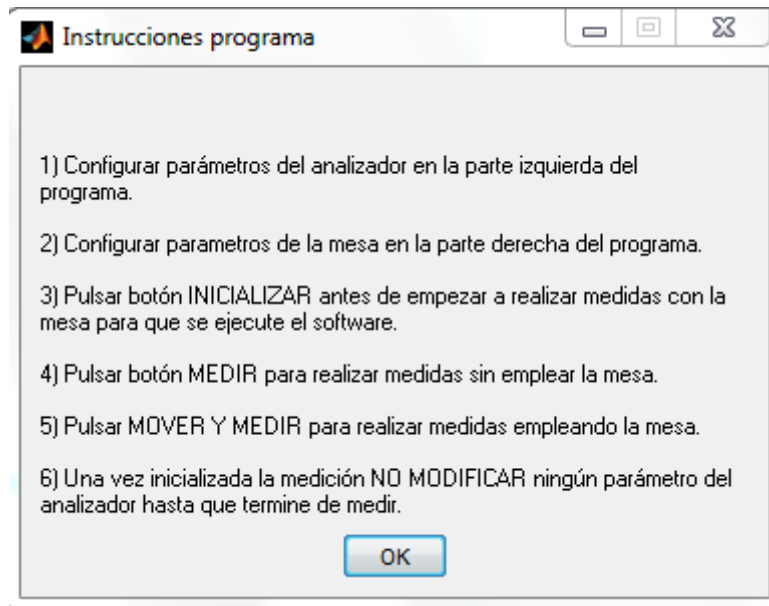 Instrucciones programa
1) Configurar parámetros del analizador en la parte izquierda del
programa.
2) Configurar parametros de la mesa en la parte derecha del programa.
3) Pulsar botón INICIALIZAR antes de empezar a realizar medidas con la
mesa para que se ejecute el software.
4) Pulsar botón MEDIR para realizar medidas sin emplear la mesa.
5) Pulsar MOVER Y MEDIR para realizar medidas empleando la mesa.
6) Una vez inicializada la medición NO MODIFICAR ningún parámetro del
analizador hasta que termine de medir.
OK